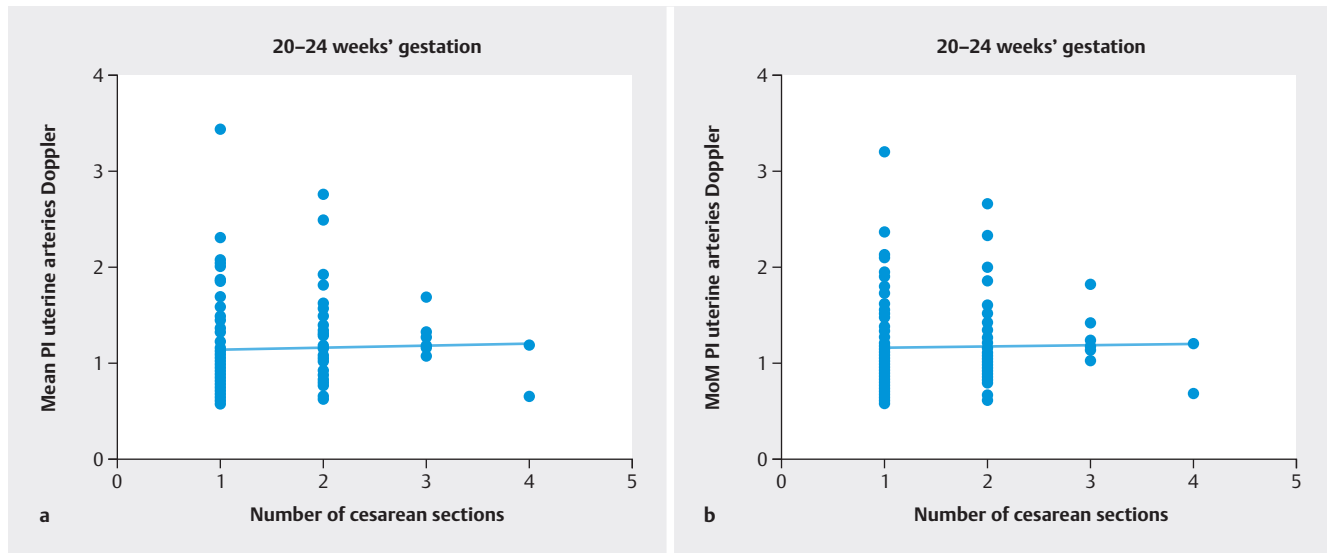 20–24 weeks’ gestation
Mean PI uterine arteries Doppler
4
3
2
1
0
0 1 2 3 4 5
Number of cesarean sections
a
20–24 weeks’ gestation
MoM PI uterine arteries Doppler
4
3
2
1
0
0 1 2 3 4 5
Number of cesarean sections
b